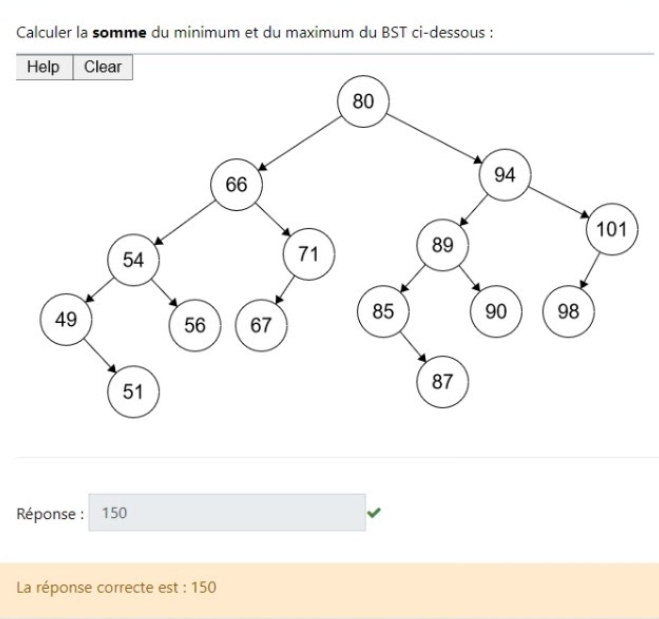 Calculer la somme du minimum et du maximum du BST ci-dessous :
Help Clear
80
66 94
54 71 89 101
49 56 67 85 90 98
51 87
Réponse : 150
La réponse correcte est : 150